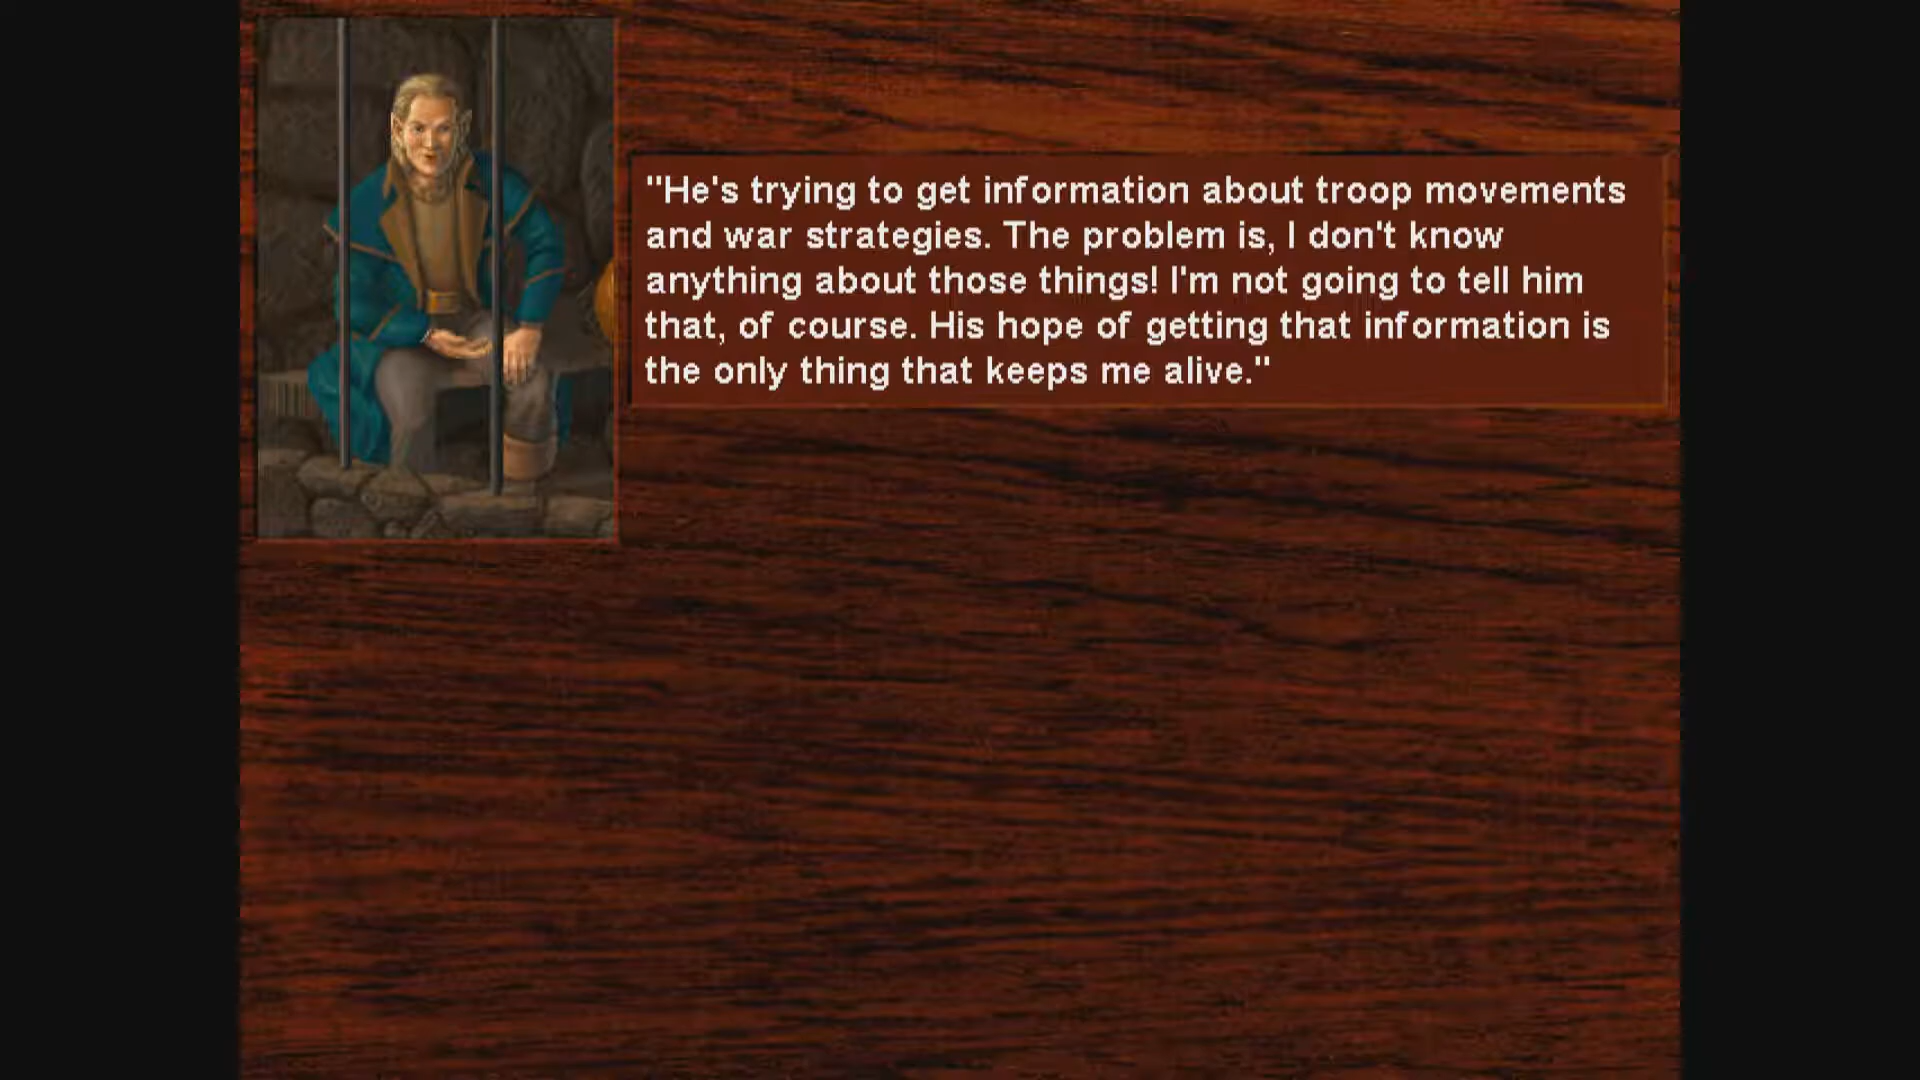 "He's trying to get information about troop movements
and war strategies. The problem is, I don't know
anything about those things! I'm not going to tell him
that, of course. His hope of getting that information is
the only thing that keeps me alive."